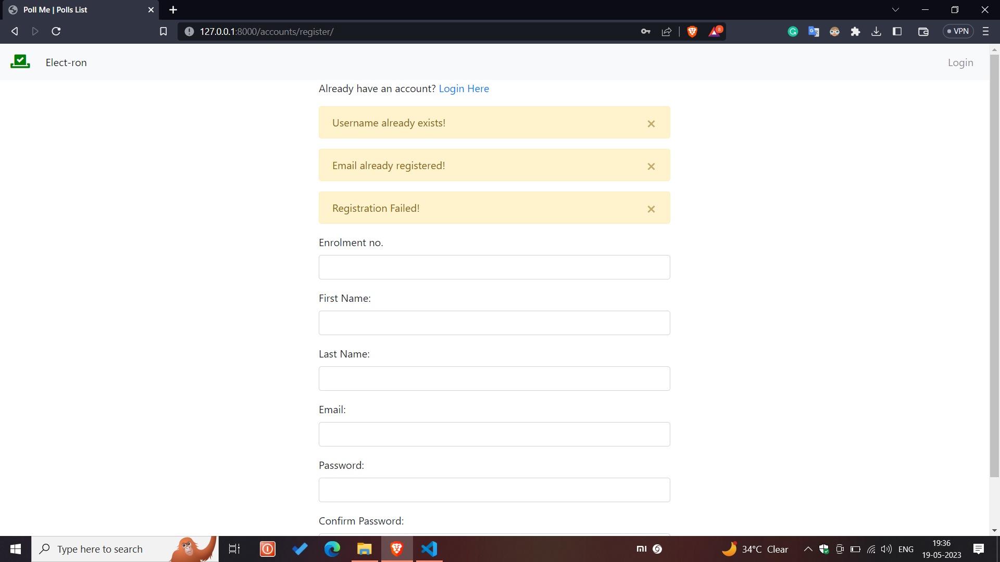 Poll Me | Polls List
127.0.0.1:8000/accounts/register/
8
VPN
Elect-ron
Login
Already have an account? Login Here
Username already exists!
Email already registered!
Registration Failed!
Enrolment no.
First Name:
Last Name:
Email:
Password:
Confirm Password:
Type here to search
34°C Clear
ENG
19:36
19-05-2023